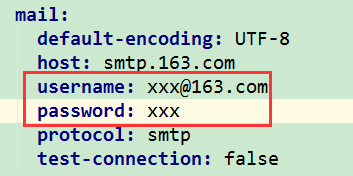 mail:
default-encoding: UTF-8
host: smtp.163.com
username: xxx@163.com
password: xxx
protocol: smtp
test-connection: false